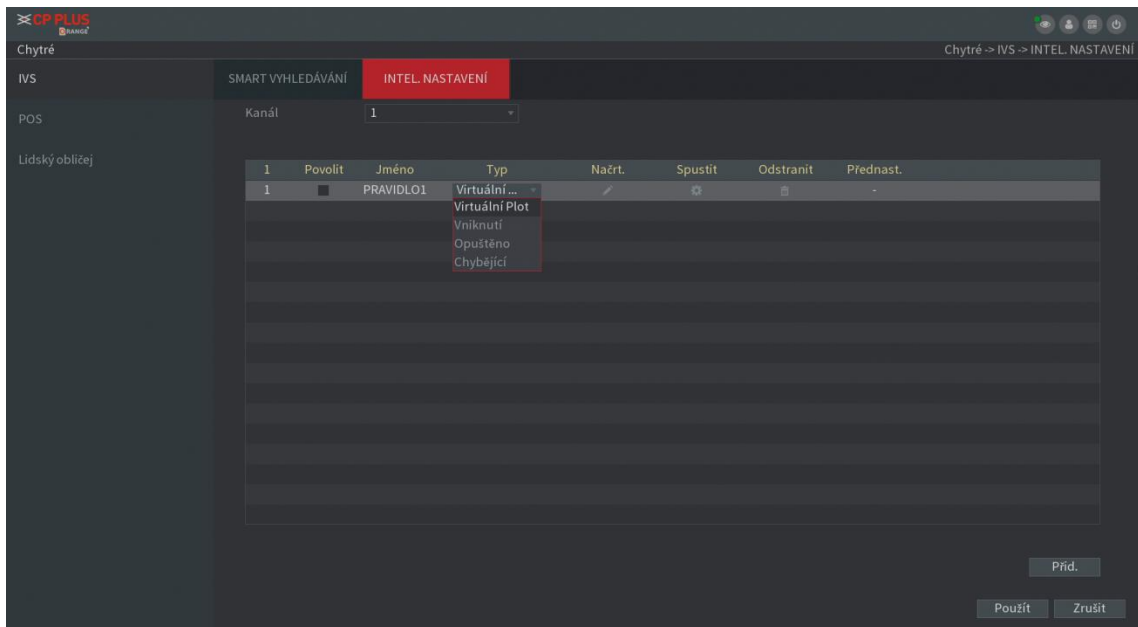 CP PLUS
ORANGE
Chytré
Chytré -> IVS -> INTEL. NASTAVENÍ
IVS
SMART VYHLEDÁVÁNÍ
INTEL. NASTAVENÍ
POS
Kanál 1
Lidský obličej
1 Povolit Jméno Typ Načrt. Spustit Odstranit Přednast.
1 PRAVIDLO1 Virtuální ... -
Virtuální Plot
Vniknutí
Opuštěno
Chybějící
Přid.
Použít Zrušit